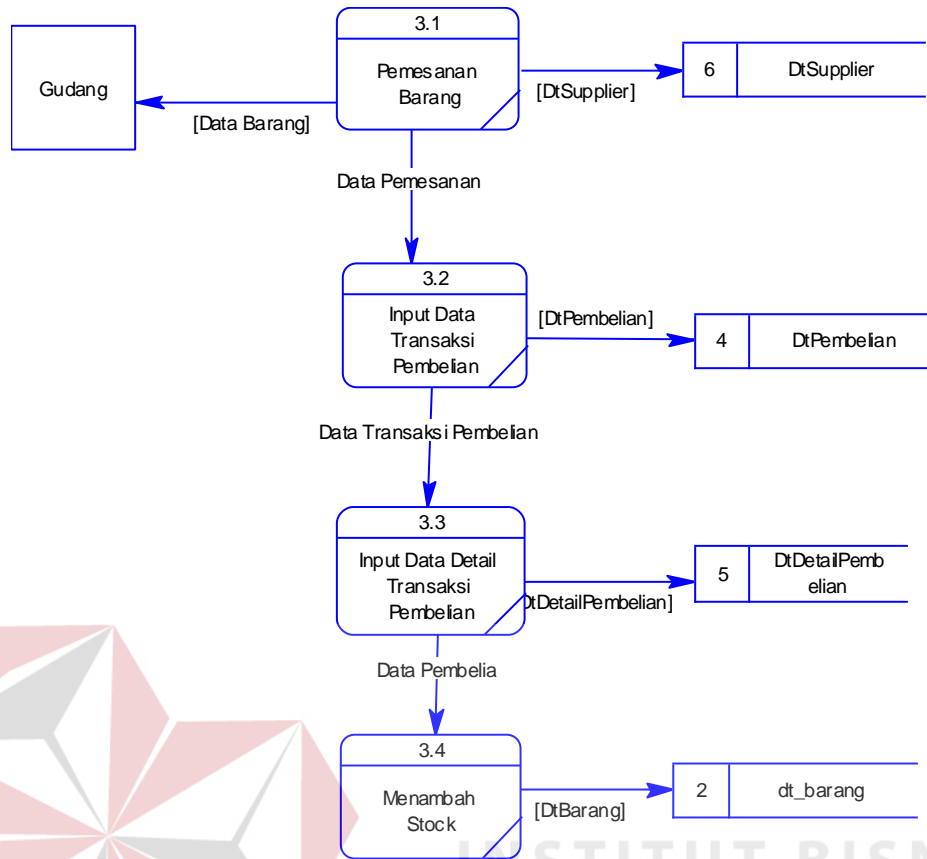 3.1
Pemesanan
Barang
Gudang
[Data Barang]
[DtSupplier]
6
DtSupplier
Data Pemesanan
3.2
Input Data
Transaksi
Pembelian
[DtPembelian]
4
DtPembelian
Data Transaksi Pembelian
3.3
Input Data Detail
Transaksi
Pembelian
DtDetailPembelian]
5
DtDetailPemb
elian
Data Pembelia
3.4
Menambah
Stock
[DtBarang]
2
dt_barang
INSTITUT BISN